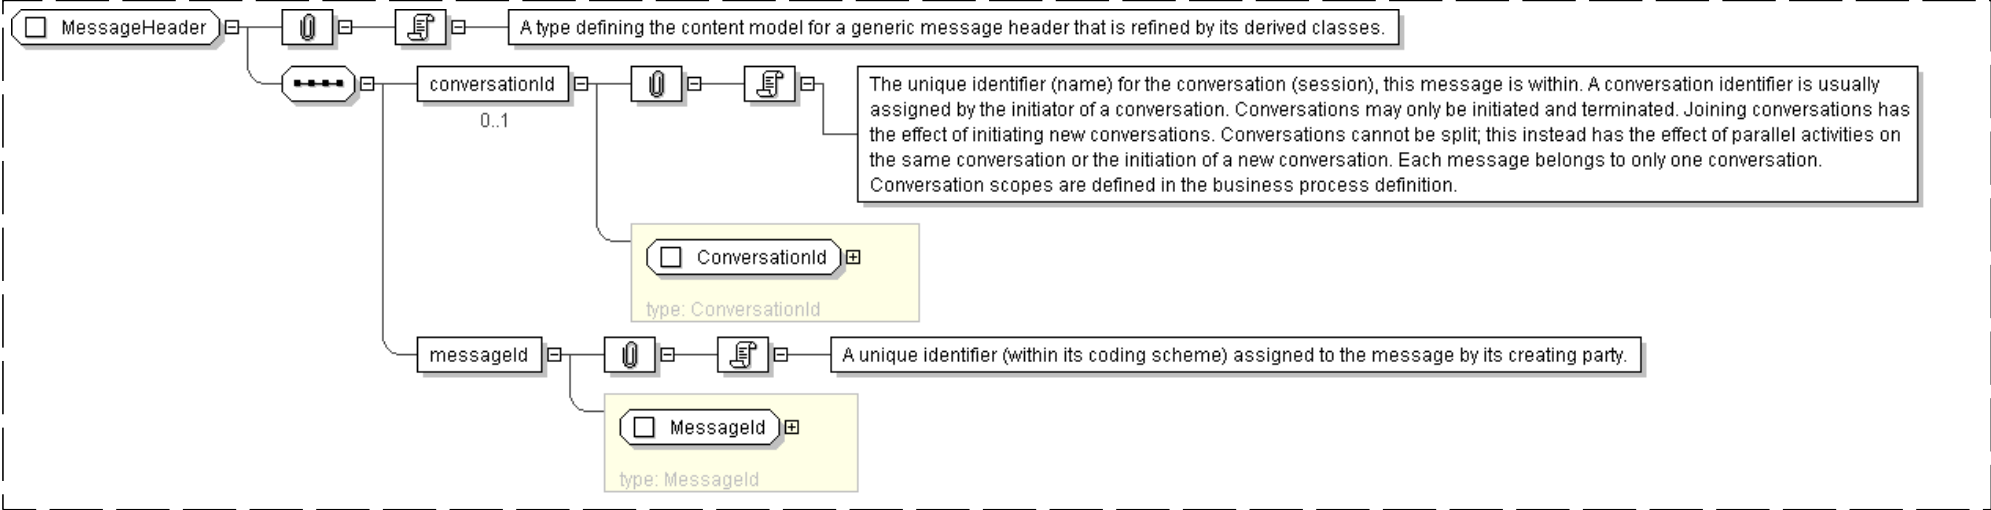 MessageHeader
A type defining the content model for a generic message header that is refined by its derived classes.
conversationId
0..1
The unique identifier (name) for the conversation (session), this message is within. A conversation identifier is usually
assigned by the initiator of a conversation. Conversations may only be initiated and terminated. Joining conversations has
the effect of initiating new conversations. Conversations cannot be split; this instead has the effect of parallel activities on
the same conversation or the initiation of a new conversation. Each message belongs to only one conversation.
Conversation scopes are defined in the business process definition.
ConversationId
type: ConversationId
messageId
A unique identifier (within its coding scheme) assigned to the message by its creating party.
MessageId
type: MessageId